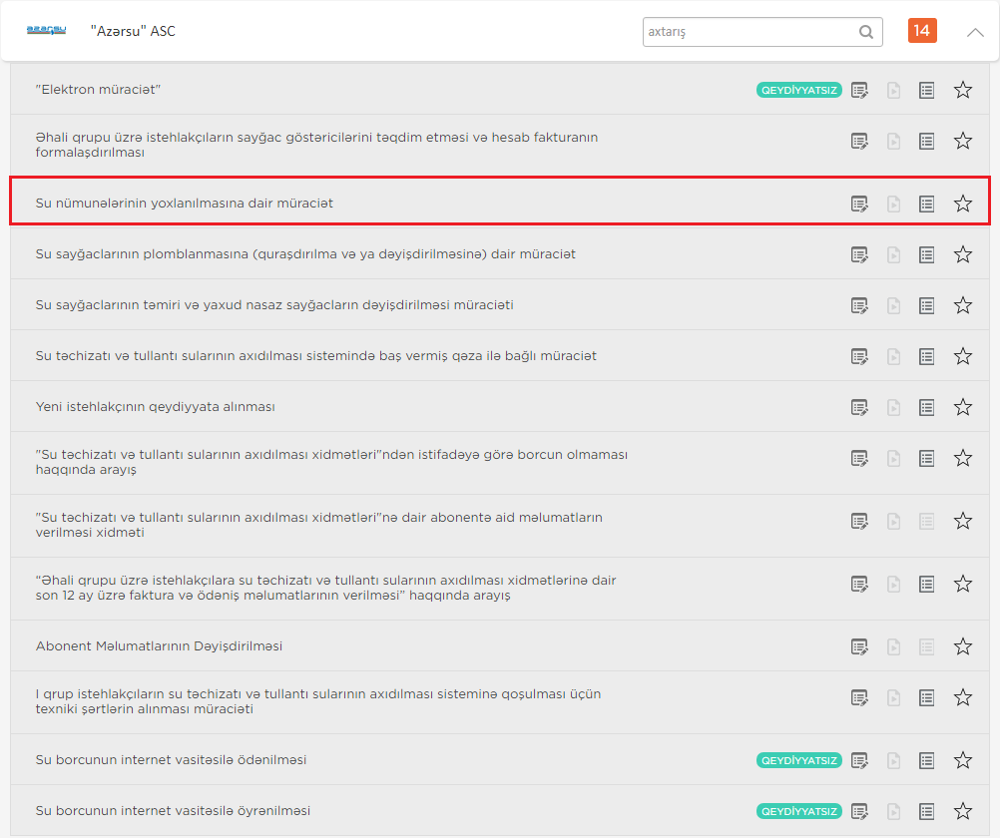 azərsu
"Azərsu" ASC
axtarış
14
"Elektron müraciət"
QEYDİYYATSIZ
Əhali qrupu üzrə istehlakçıların sayğac göstəricilərini təqdim etməsi və hesab fakturanın
formalaşdırılması
Su nümunələrinin yoxlanılmasına dair müraciət
Su sayğaclarının plomblanmasına (quraşdırılma və ya dəyişdirilməsinə) dair müraciət
Su sayğaclarının təmiri və yaxud nasaz sayğacların dəyişdirilməsi müraciəti
Su təchizatı və tullantı sularının axıdılması sistemində baş vermiş qəza ilə bağlı müraciət
Yeni istehlakçının qeydiyyata alınması
"Su təchizatı və tullantı sularının axıdılması xidmətləri"ndən istifadəyə görə borcun olmaması
haqqında arayış
"Su təchizatı və tullantı sularının axıdılması xidmətləri"nə dair abonentə aid məlumatların
verilməsi xidməti
“Əhali qrupu üzrə istehlakçılara su təchizatı və tullantı sularının axıdılması xidmətlərinə dair
son 12 ay üzrə faktura və ödəniş məlumatlarının verilməsi” haqqında arayış
Abonent Məlumatlarının Dəyişdirilməsi
I qrup istehlakçıların su təchizatı və tullantı sularının axıdılması sisteminə qoşulması üçün
texniki şərtlərin alınması müraciəti
Su borcunun internet vasitəsilə ödənilməsi
QEYDİYYATSIZ
Su borcunun internet vasitəsilə öyrənilməsi
QEYDİYYATSIZ